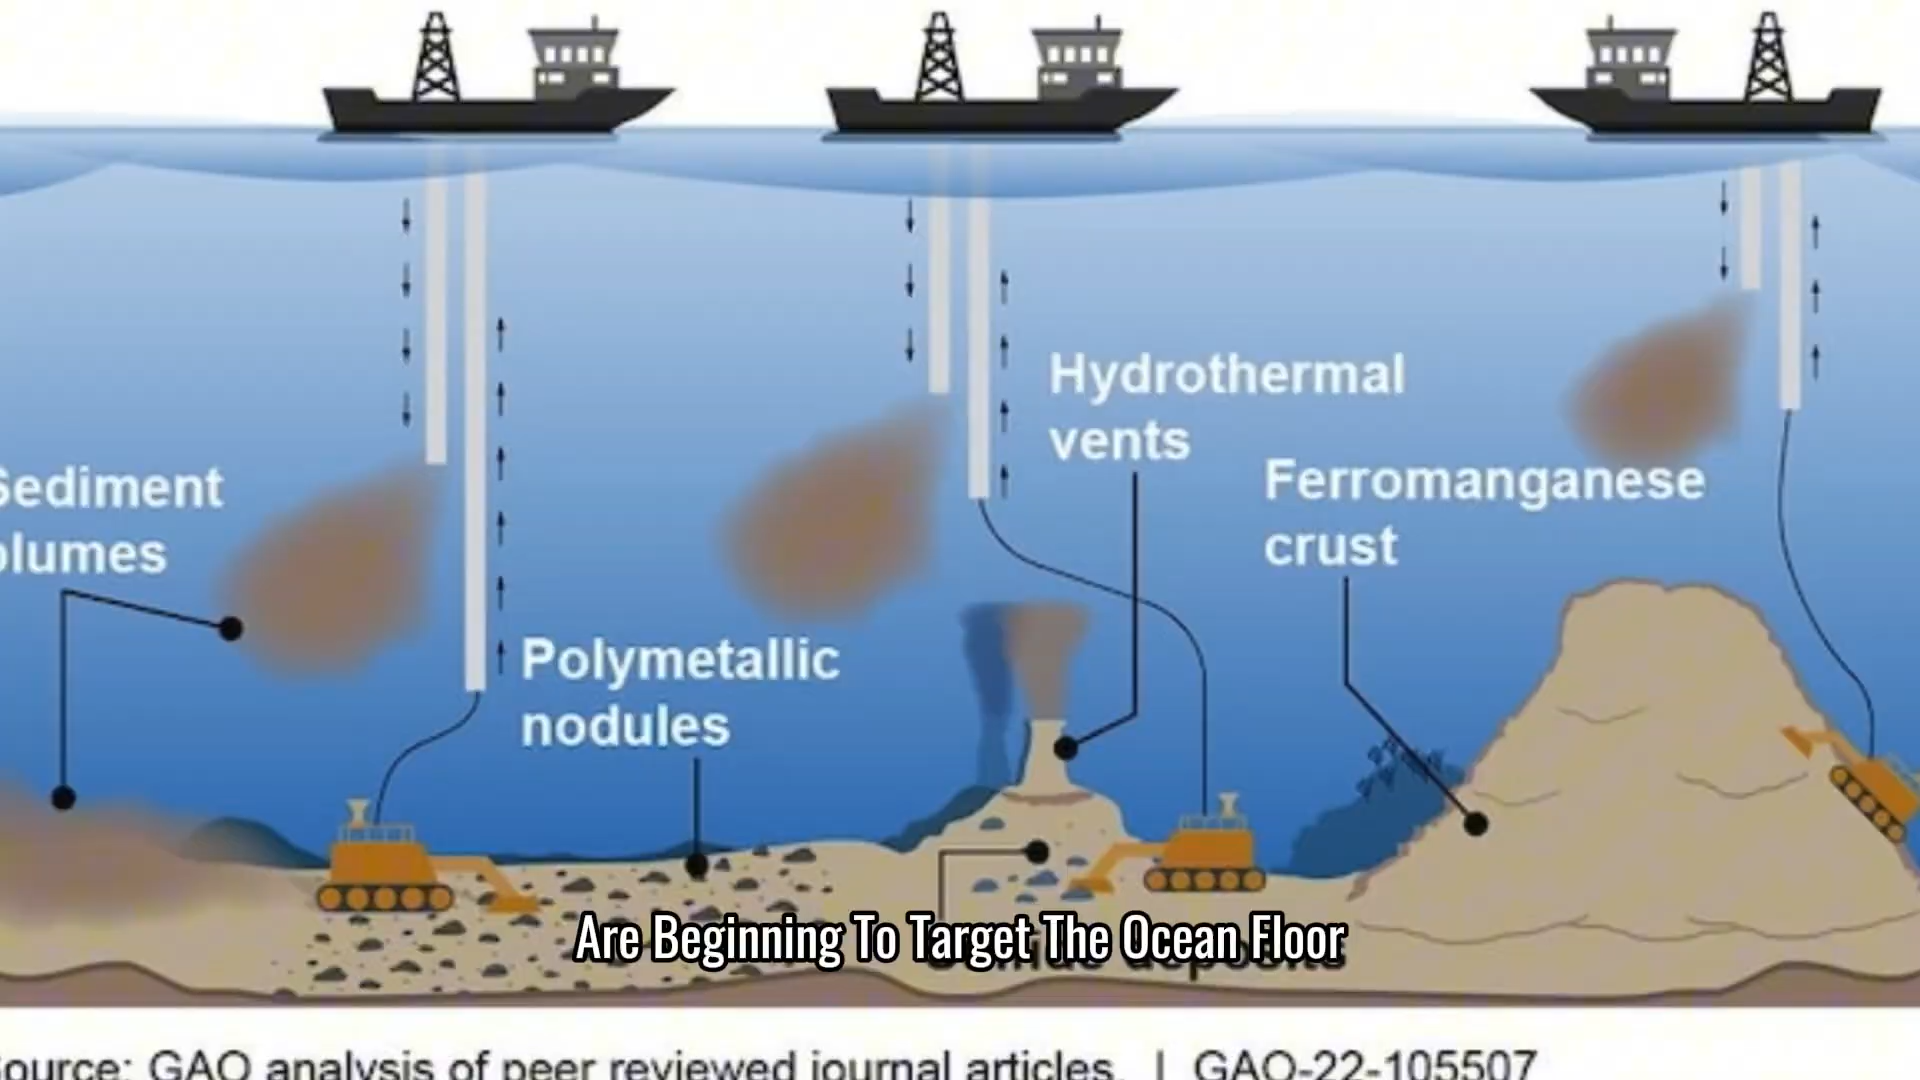 Hydrothermal
vents
Ferromanganese
crust
Sediment
plumes
Polymetallic
nodules
Are Beginning To Target The Ocean Floor
Source: GAO analysis of peer reviewed journal articles. | GAO-22-105507